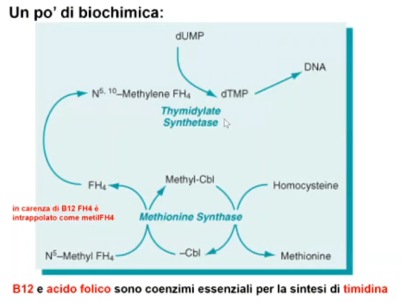 Un po' di biochimica:
dUMP
DNA
N5, 10–Methylene FH4
dTMP
Thymidylate
Synthetase
Methyl-Cbl
FH4
Homocysteine
in carenza di B12 FH4 è
intrappolato come metilFH4
Methionine Synthase
N5–Methyl FH4
–Cbl
Methionine
B12 e acido folico sono coenzimi essenziali per la sintesi di timidina